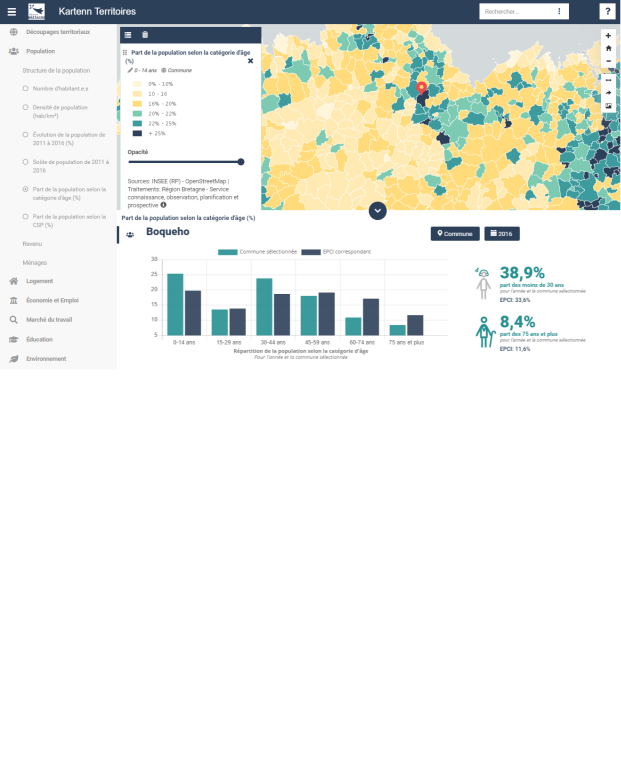 Kartenn Territoires
Rechercher...
?
Découpages territoriaux
Population
Structure de la population
Nombre d'habitant.e.s
Densité de population
(hab/km²)
Évolution de la population de
2011 à 2016 (%)
Solde de population de 2011 à
2016
Part de la population selon la
catégorie d'âge (%)
Part de la population selon la
CSP (%)
Revenu
Ménages
Logement
Économie et Emploi
Marché du travail
Éducation
Environnement
Part de la population selon la catégorie d'âge
(%)
0 - 14 ans Commune
0% - 10%
10 - 16
16% - 20%
20% - 22%
22% - 25%
+ 25%
Opacité
Sources: INSEE (RP) - OpenStreetMap |
Traitements: Région Bretagne - Service
connaissance, observation, planification et
prospective
Part de la population selon la catégorie d'âge (%)
Boqueho
Commune
2016
Commune sélectionnée
EPCI correspondant
30
25
20
15
10
5
0-14 ans
15-29 ans
30-44 ans
45-59 ans
60-74 ans
75 ans et plus
Répartition de la population selon la catégorie d'âge
Pour l'année et la commune sélectionnée
38,9%
part des moins de 30 ans
pour l'année et la commune sélectionnée
EPCI: 33,6%
8,4%
part des 75 ans et plus
pour l'année et la commune sélectionnée
EPCI: 11,6%